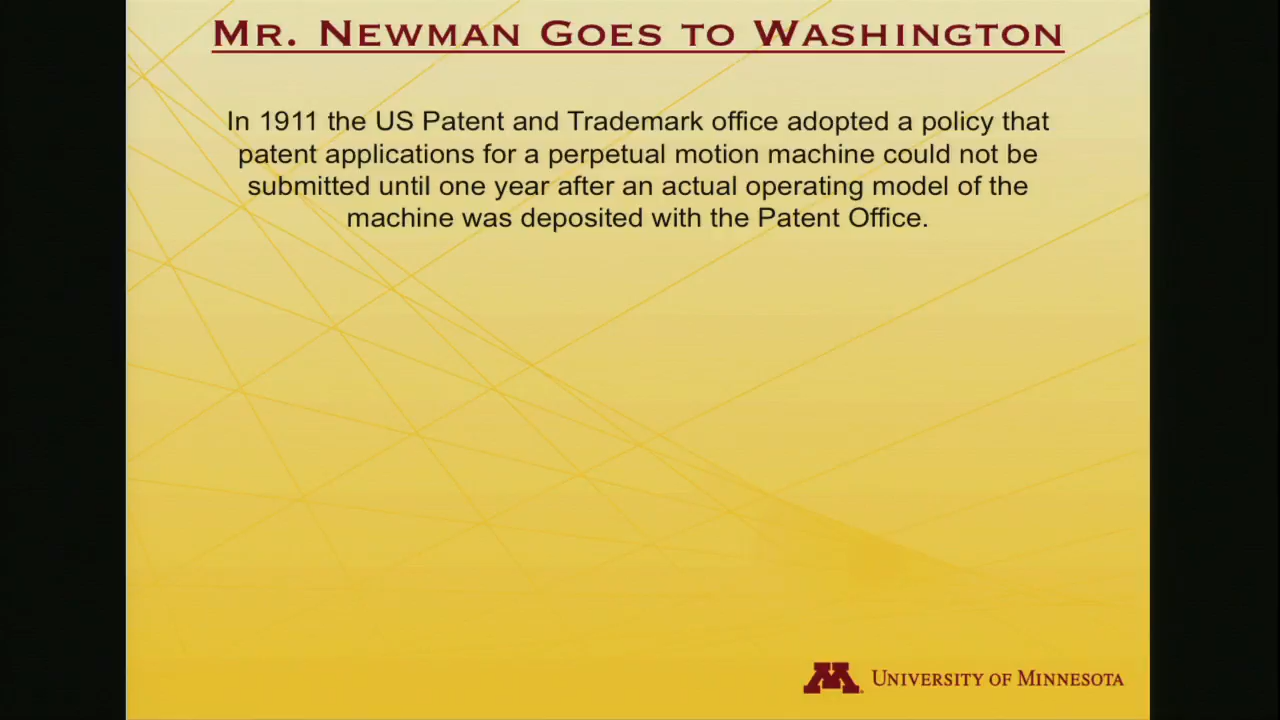 Mr. Newman Goes to Washington
In 1911 the US Patent and Trademark office adopted a policy that
patent applications for a perpetual motion machine could not be
submitted until one year after an actual operating model of the
machine was deposited with the Patent Office.
M
University of Minnesota